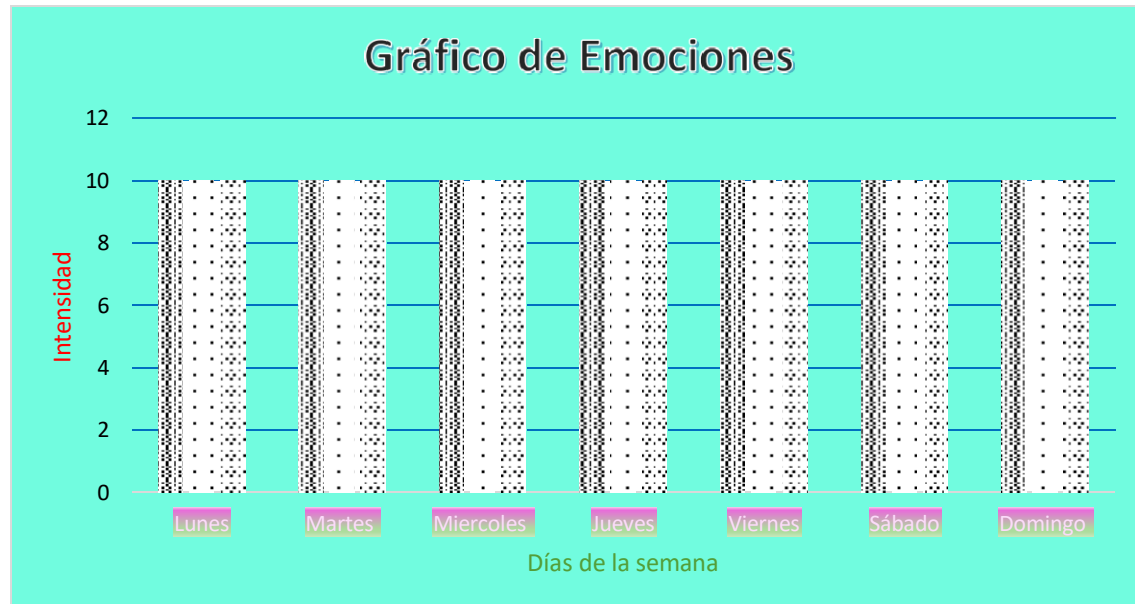 Gráfico de Emociones
12
10
8
6
4
2
0
Intensidad
Lunes Martes Miercoles Jueves Viernes Sábado Domingo
Días de la semana